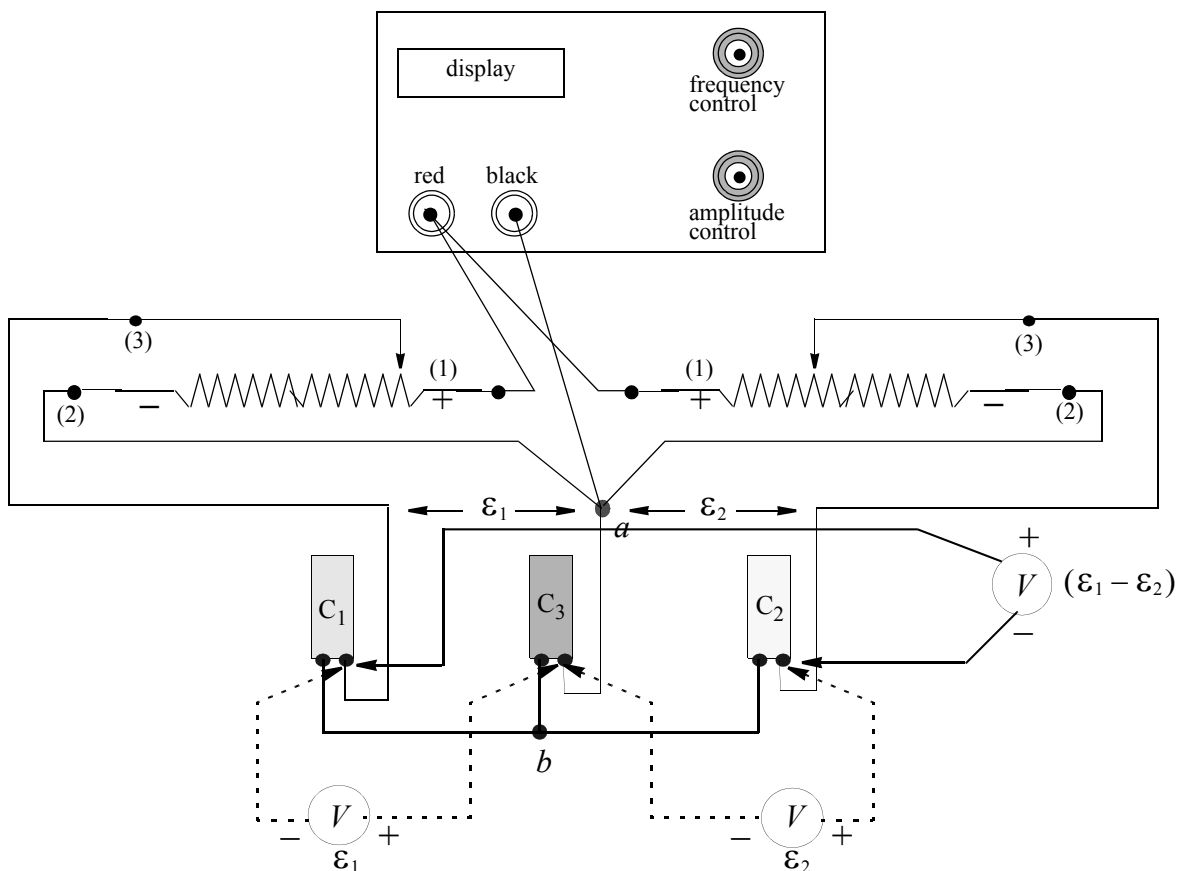 display
frequency
control
red black
amplitude
control
(3)
(3)
(1)
(1)
(2)
− +
+ −
(2)
ε1
ε2
a
+
V
(ε1 − ε2)
−
C1
C3
C2
b
− V +
ε1
− V +
ε2